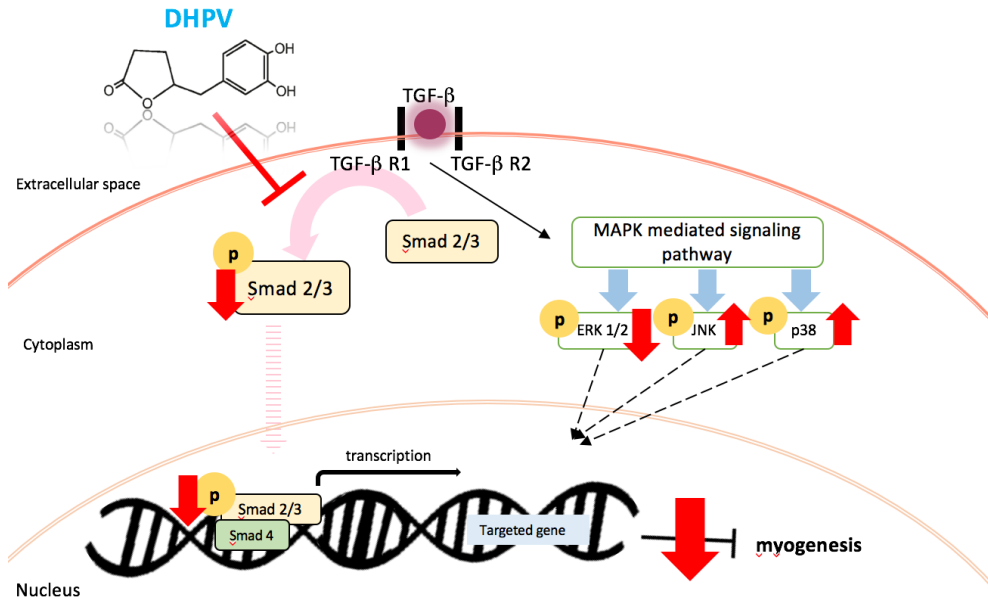 DHPV
OH
OH
O
O
O
O
OH
TGF-β
TGF-β R1
TGF-β R2
Extracellular space
Smad 2/3
MAPK mediated signaling
pathway
p
Smad 2/3
p
ERK 1/2
p
JNK
p
p38
Cytoplasm
transcription
p
Smad 2/3
Smad 4
Targeted gene
myogenesis
Nucleus